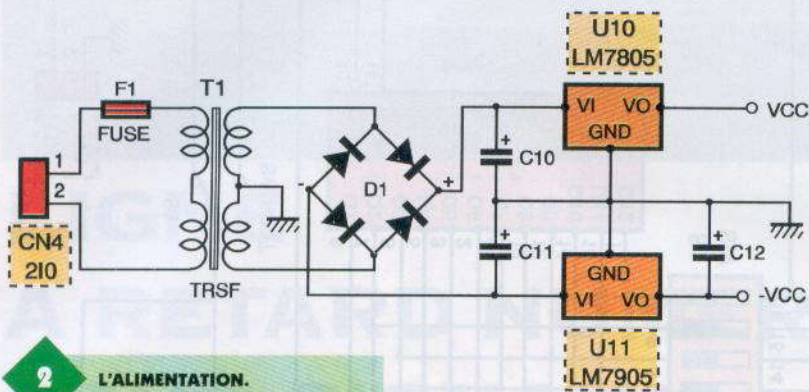 U10
LM7805
F1
FUSE
T1
VI VO
GND
VCC
1
2
CN4
2I0
- D1 +
+
C10
+
C11
+
C12
GND
VI VO
-VCC
TRSF
U11
LM7905
2 L'ALIMENTATION.